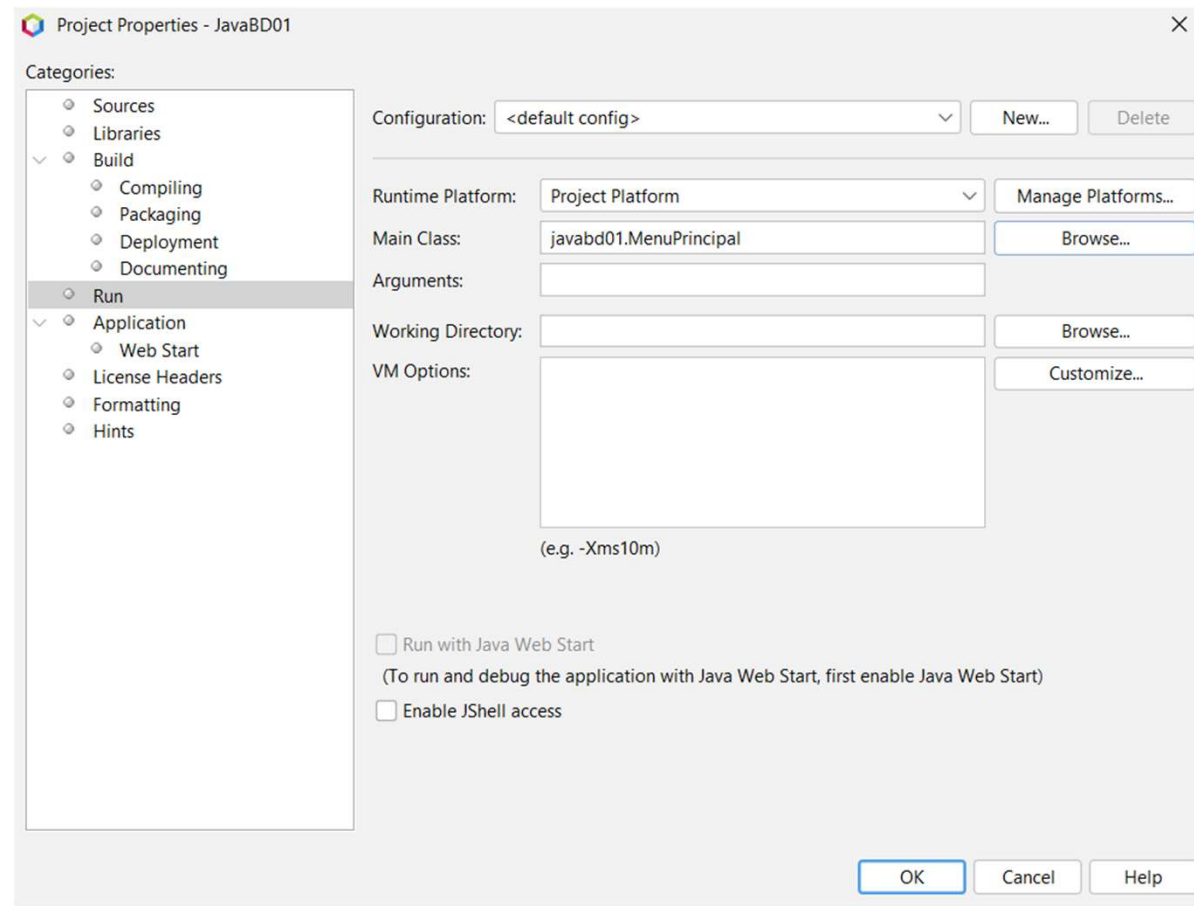 Project Properties - JavaBD01
Categories:
Sources
Libraries
Build
Compiling
Packaging
Deployment
Documenting
Run
Application
Web Start
License Headers
Formatting
Hints
Configuration: <default config> New... Delete
Runtime Platform: Project Platform Manage Platforms...
Main Class: javabd01.MenuPrincipal Browse...
Arguments:
Working Directory: Browse...
VM Options: Customize...
(e.g. -Xms10m)
Run with Java Web Start
(To run and debug the application with Java Web Start, first enable Java Web Start)
Enable JShell access
OK Cancel Help